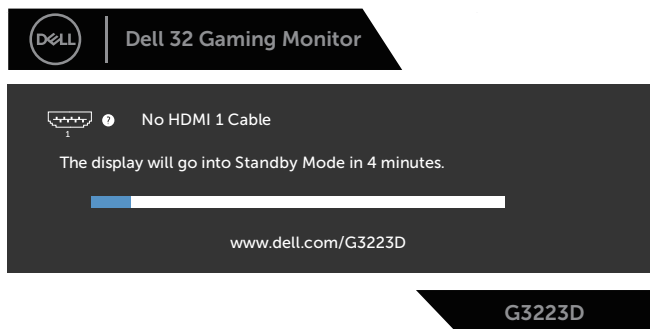 DELL
Dell 32 Gaming Monitor
? No HDMI 1 Cable
1
The display will go into Standby Mode in 4 minutes.
www.dell.com/G3223D
G3223D